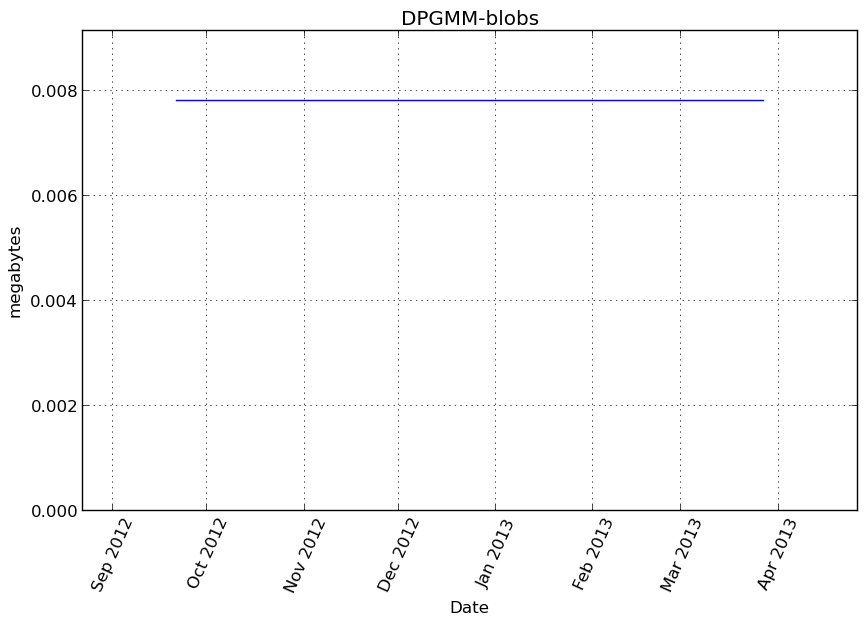 DPGMM-blobs
0.008
0.006
0.004
0.002
0.000
megabytes
Sep 2012
Oct 2012
Nov 2012
Dec 2012
Jan 2013
Feb 2013
Mar 2013
Apr 2013
Date